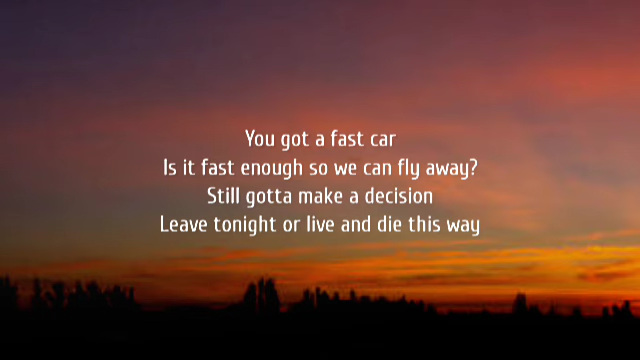 You got a fast car
Is it fast enough so we can fly away?
Still gotta make a decision
Leave tonight or live and die this way